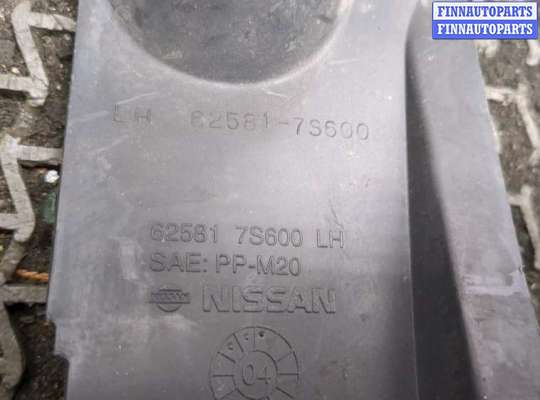 FINNAUTOPARTS
FINNAUTOPARTS
LH 62581-7S600
62581 7S600 LH
SAE: PP-M20
NISSAN
04